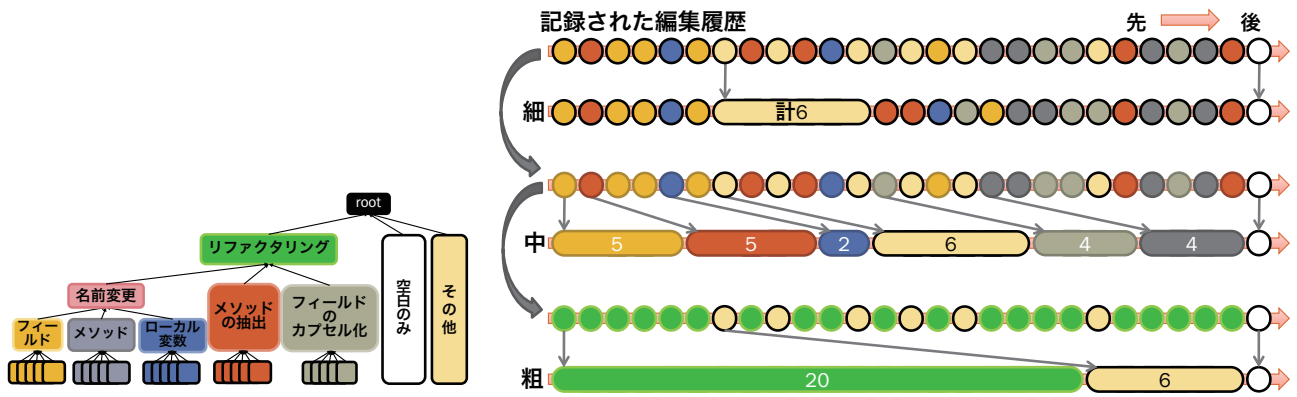 記録された編集履歴
先
後
細
計6
中
5
5
2
6
4
4
粗
20
6
root
リファクタリング
名前変更
フィー
ルド
メソッド
ローカル
変数
メソッド
の抽出
フィールド
の
カプセル化
空白のみ
その他